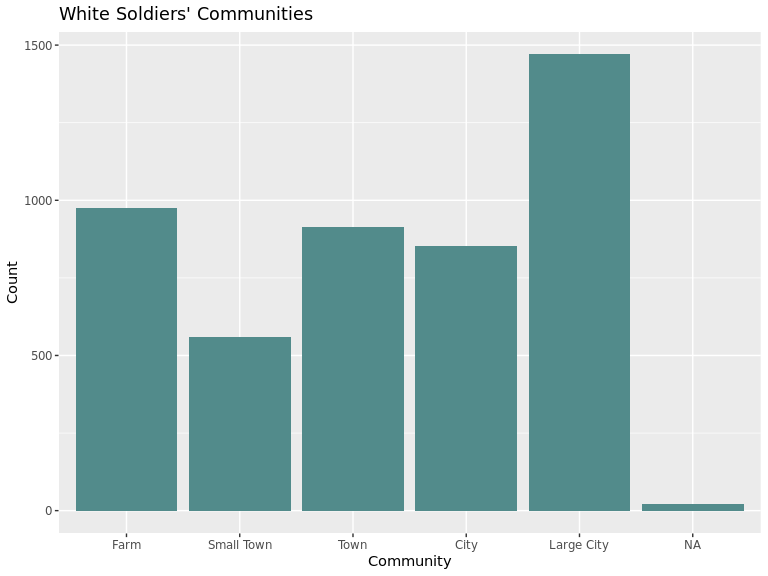 White Soldiers' Communities
1500
1000
500
0
Count
Farm
Small Town
Town
City
Large City
NA
Community